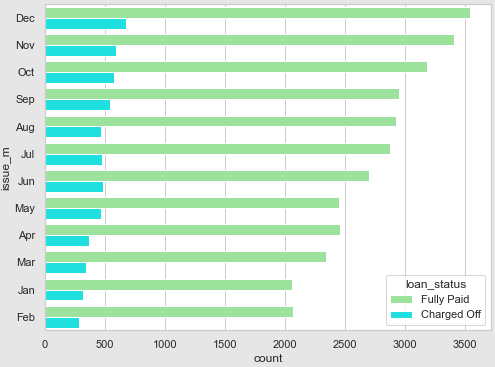 Dec
Nov
Oct
Sep
Aug
Jul
Jun
May
Apr
Mar
Jan
Feb
issue_m
0 500 1000 1500 2000 2500 3000 3500
count
loan_status
Fully Paid
Charged Off